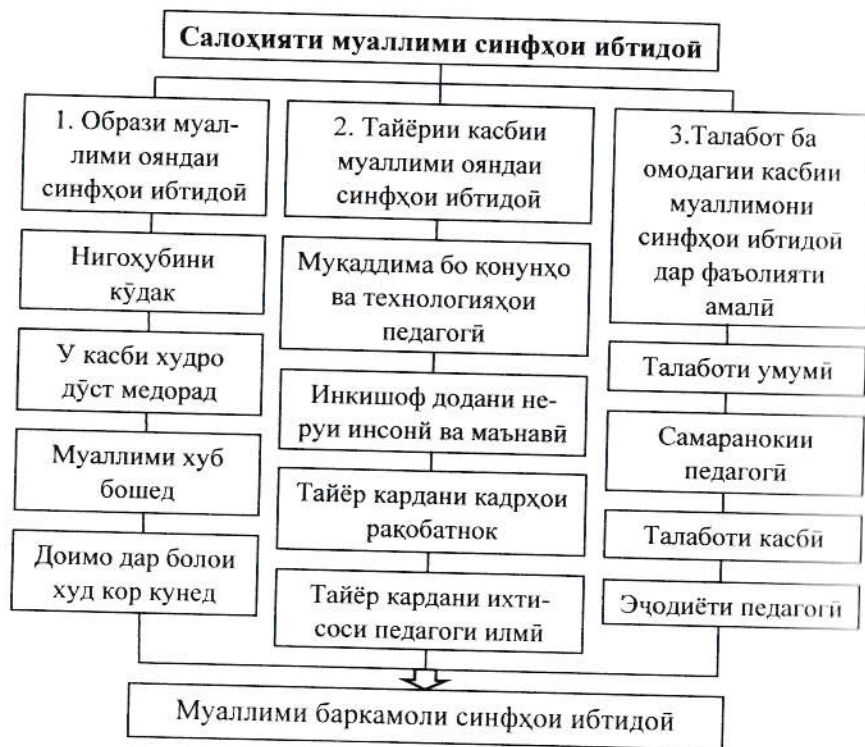 Салоҳияти муаллими синфҳои ибтидоӣ
1. Образи муал-
лими ояндаи
синфҳои ибтидоӣ
Нигоҳубини
кӯдак
У касби худро
дӯст медорад
Муаллими хуб
бошед
Доимо дар болои
худ кор кунед
2. Тайёрии касбии
муаллими ояндаи
синфҳои ибтидоӣ
Муқаддима бо қонунҳо
ва технологияҳои
педагогӣ
Инкишоф додани не-
руи инсонӣ ва маънавӣ
Тайёр кардани кадрҳои
рақобатнок
Тайёр кардани ихти-
соси педагоги илмӣ
3.Талабот ба
омодагии касбии
муаллимони
синфҳои ибтидоӣ
дар фаъолияти
амалӣ
Талаботи умумӣ
Самаранокии
педагогӣ
Талаботи касбӣ
Эҷодиёти педагогӣ
Муаллими баркамоли синфҳои ибтидоӣ